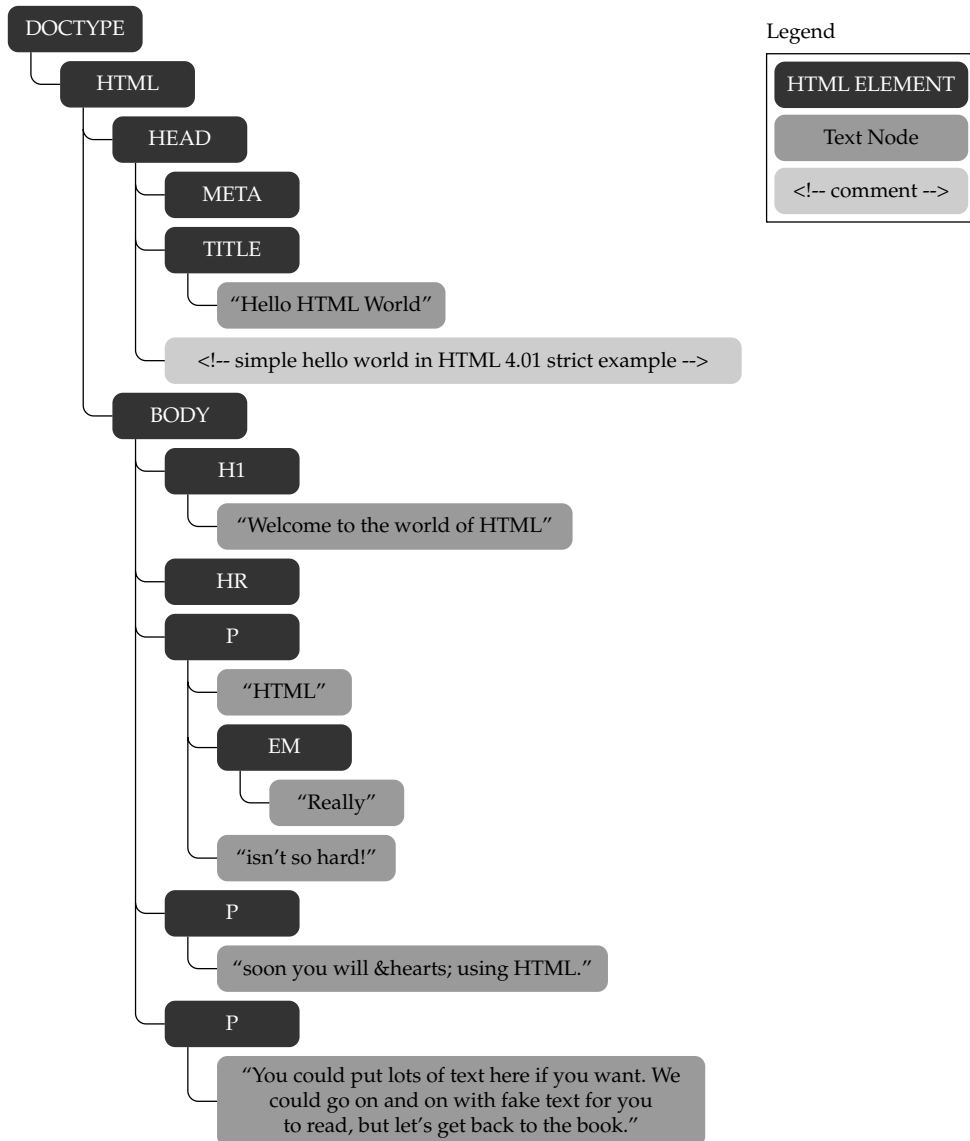 DOCTYPE
HTML
HEAD
META
TITLE
“Hello HTML World”
<!-- simple hello world in HTML 4.01 strict example -->
BODY
H1
“Welcome to the world of HTML”
HR
P
“HTML”
EM
“Really”
“isn't so hard!”
P
“soon you will &hearts; using HTML.”
P
“You could put lots of text here if you want. We
could go on and on with fake text for you
to read, but let's get back to the book.”
Legend
HTML ELEMENT
Text Node
<!-- comment -->